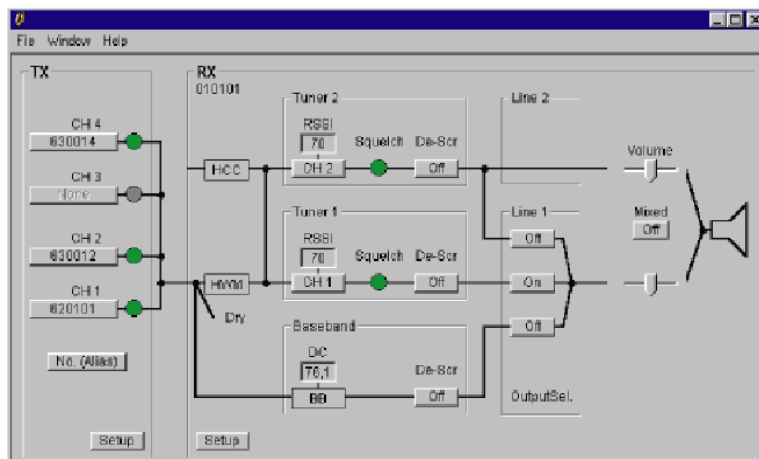 File Window Help
TX
CH 4
630014
CH 3
None
CH 2
630012
CH 1
620101
No. (Alias)
Setup
RX
010101
HCC
HWM
Dry
Setup
Tuner 2
RSSI
70
CH 2
Squelch
De-Scr
Off
Tuner 1
RSSI
70
CH 1
Squelch
De-Scr
Off
Baseband
DC
76,1
BB
De-Scr
Off
Line 2
Line 1
Off
On
Off
OutputSel.
Volume
Mixed
Off